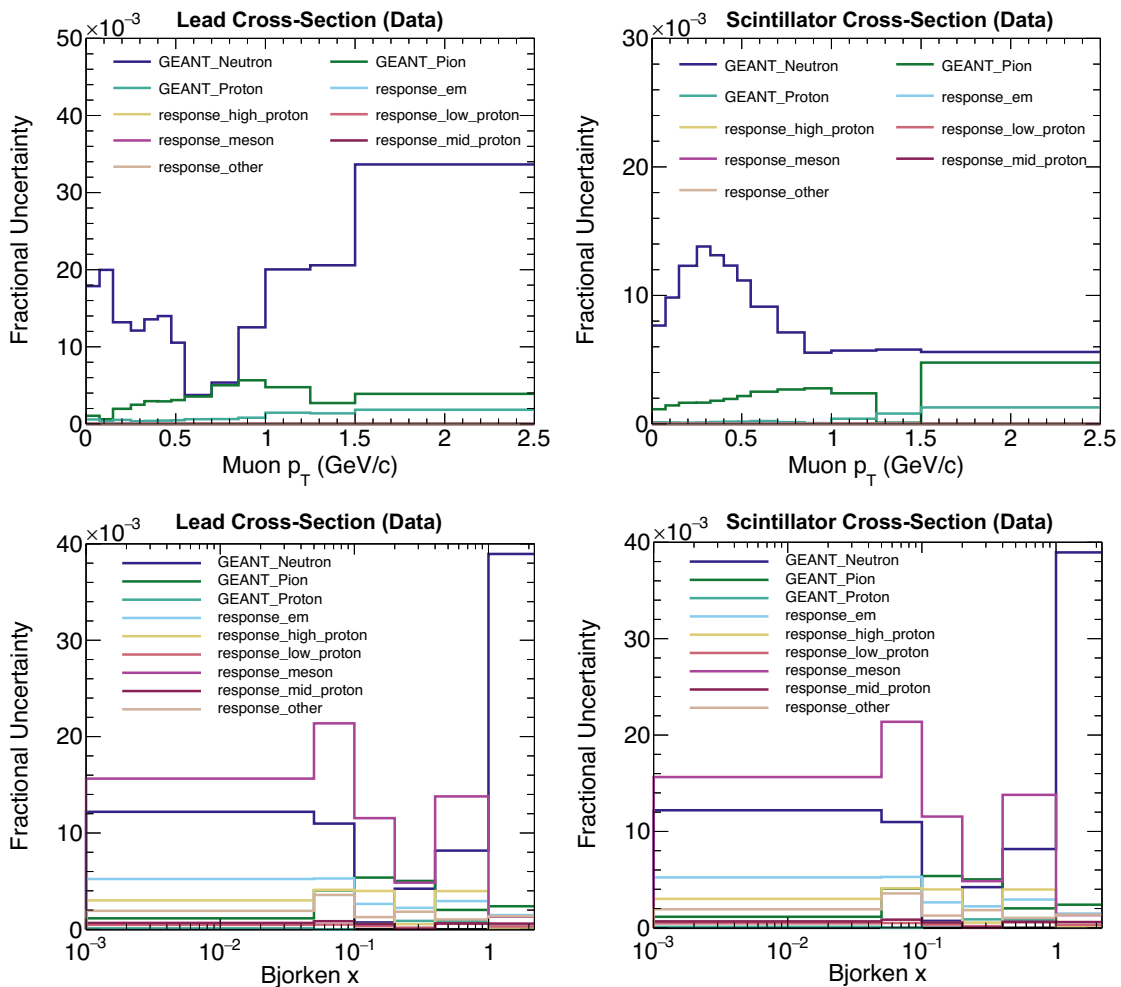 Lead Cross-Section (Data)
×10⁻³
50
40
30
20
10
0
Fractional Uncertainty
GEANT_Neutron
GEANT_Pion
GEANT_Proton
response_em
response_high_proton
response_low_proton
response_meson
response_mid_proton
response_other
0 0.5 1 1.5 2 2.5
Muon p_T (GeV/c)
Scintillator Cross-Section (Data)
×10⁻³
30
20
10
0
Fractional Uncertainty
GEANT_Neutron
GEANT_Pion
GEANT_Proton
response_em
response_high_proton
response_low_proton
response_meson
response_mid_proton
response_other
0 0.5 1 1.5 2 2.5
Muon p_T (GeV/c)
Lead Cross-Section (Data)
×10⁻³
40
30
20
10
0
Fractional Uncertainty
GEANT_Neutron
GEANT_Pion
GEANT_Proton
response_em
response_high_proton
response_low_proton
response_meson
response_mid_proton
response_other
10⁻³ 10⁻² 10⁻¹ 1
Bjorken x
Scintillator Cross-Section (Data)
×10⁻³
40
30
20
10
0
Fractional Uncertainty
GEANT_Neutron
GEANT_Pion
GEANT_Proton
response_em
response_high_proton
response_low_proton
response_meson
response_mid_proton
response_other
10⁻³ 10⁻² 10⁻¹ 1
Bjorken x